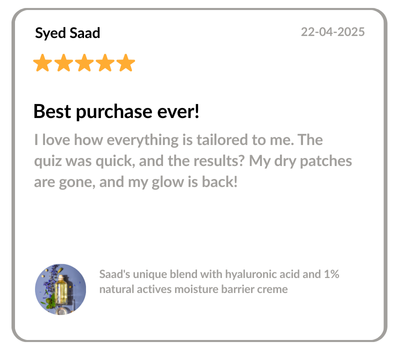 Syed Saad
22-04-2025
Best purchase ever!
I love how everything is tailored to me. The
quiz was quick, and the results? My dry patches
are gone, and my glow is back!
Saad's unique blend with hyaluronic acid and 1%
natural actives moisture barrier creme